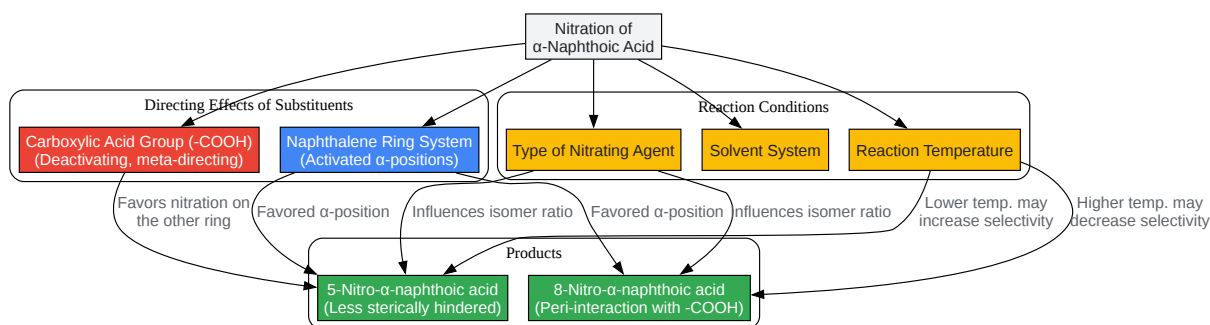 Nitration of
α-Naphthoic Acid
Directing Effects of Substituents
Reaction Conditions
Carboxylic Acid Group (-COOH)
(Deactivating, meta-directing)
Naphthalene Ring System
(Activated α-positions)
Type of Nitrating Agent
Solvent System
Reaction Temperature
Favors nitration on
the other ring
Favored α-position
Influences isomer ratio
Favored α-position
Influences isomer ratio
Lower temp. may
increase selectivity
Higher temp. may
decrease selectivity
Products
5-Nitro-α-naphthoic acid
(Less sterically hindered)
8-Nitro-α-naphthoic acid
(Peri-interaction with -COOH)